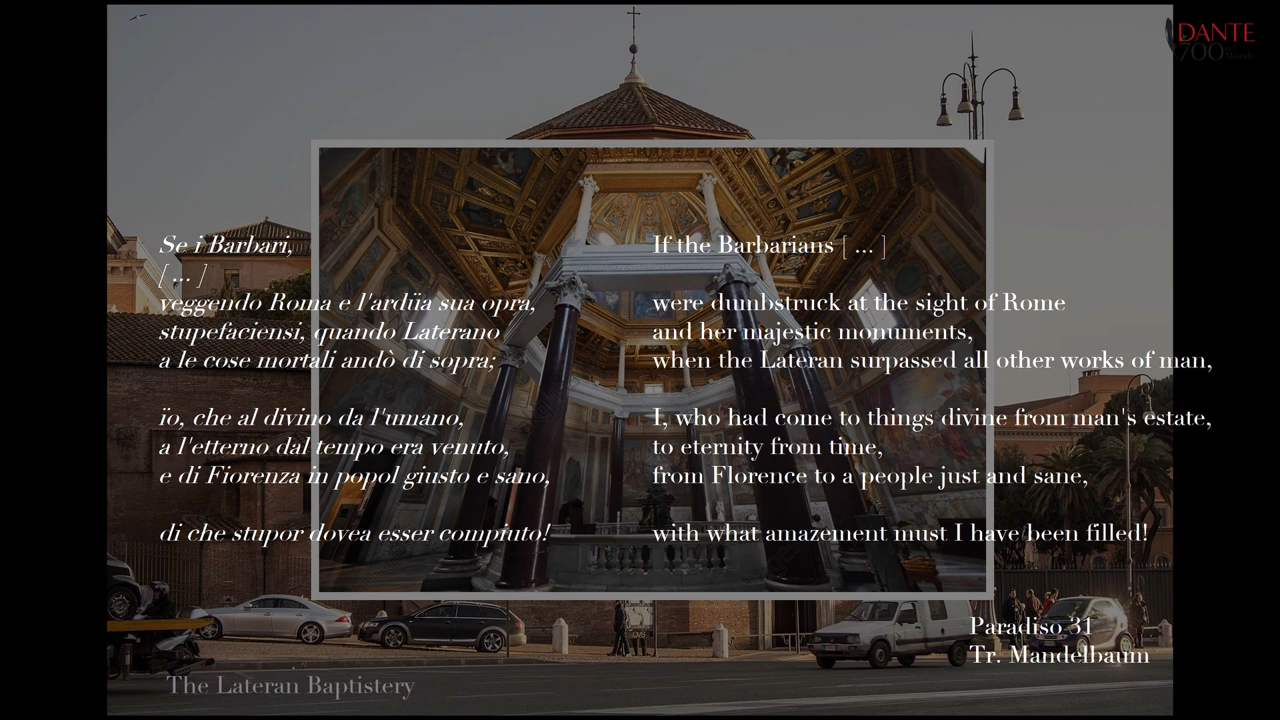 DANTE
700
Se i Barbari,
[ ... ]
veggendo Roma e l'ardüa sua opra,
stupefaciensi, quando Laterano
a le cose mortali andò di sopra;
ïo, che al divino da l'umano,
a l'etterno dal tempo era venuto,
e di Fiorenza in popol giusto e sano,
di che stupor dovea esser compiuto!
If the Barbarians [ ... ]
were dumbstruck at the sight of Rome
and her majestic monuments,
when the Lateran surpassed all other works of man,
I, who had come to things divine from man's estate,
to eternity from time,
from Florence to a people just and sane,
with what amazement must I have been filled!
Paradiso 31
Tr. Mandelbaum
The Lateran Baptistery